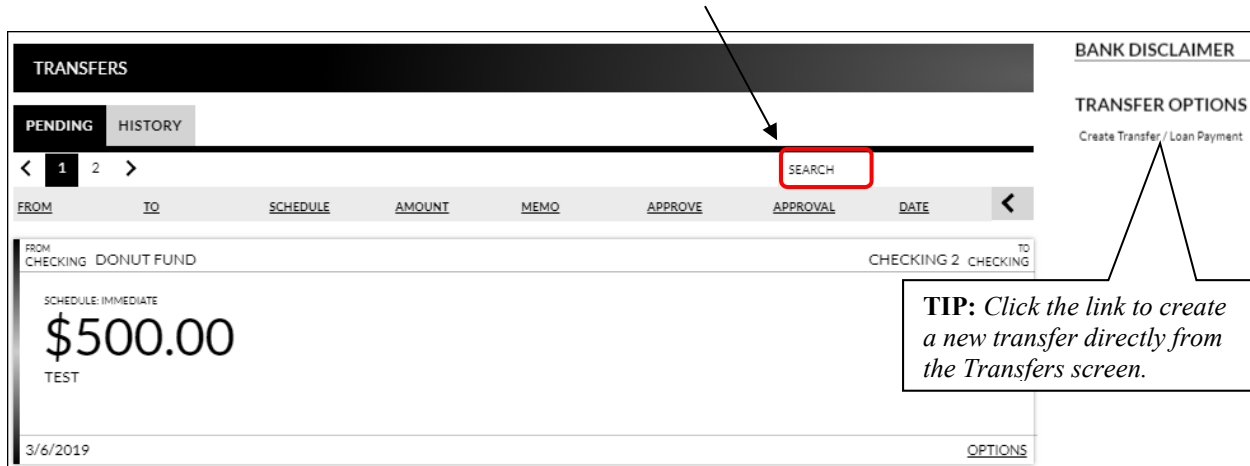 TRANSFERS
PENDING HISTORY
< 1 2 > SEARCH
FROM TO SCHEDULE AMOUNT MEMO APPROVE APPROVAL DATE <
FROM
CHECKING DONUT FUND
TO
CHECKING 2 CHECKING
SCHEDULE: IMMEDIATE
$500.00
TEST
3/6/2019 OPTIONS
BANK DISCLAIMER
TRANSFER OPTIONS
Create Transfer / Loan Payment
TIP: Click the link to create
a new transfer directly from
the Transfers screen.